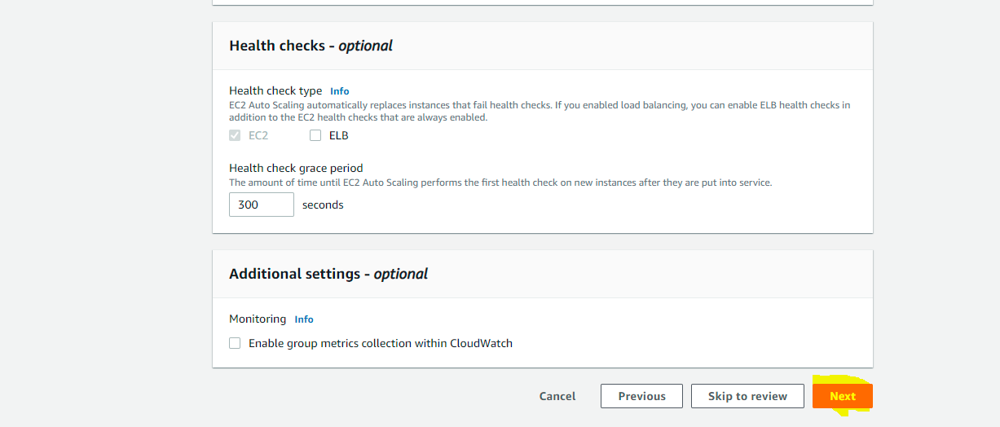 Health checks - optional
Health check type Info
EC2 Auto Scaling automatically replaces instances that fail health checks. If you enabled load balancing, you can enable ELB health checks in
addition to the EC2 health checks that are always enabled.
EC2 ELB
Health check grace period
The amount of time until EC2 Auto Scaling performs the first health check on new instances after they are put into service.
300 seconds
Additional settings - optional
Monitoring Info
Enable group metrics collection within CloudWatch
Cancel Previous Skip to review Next